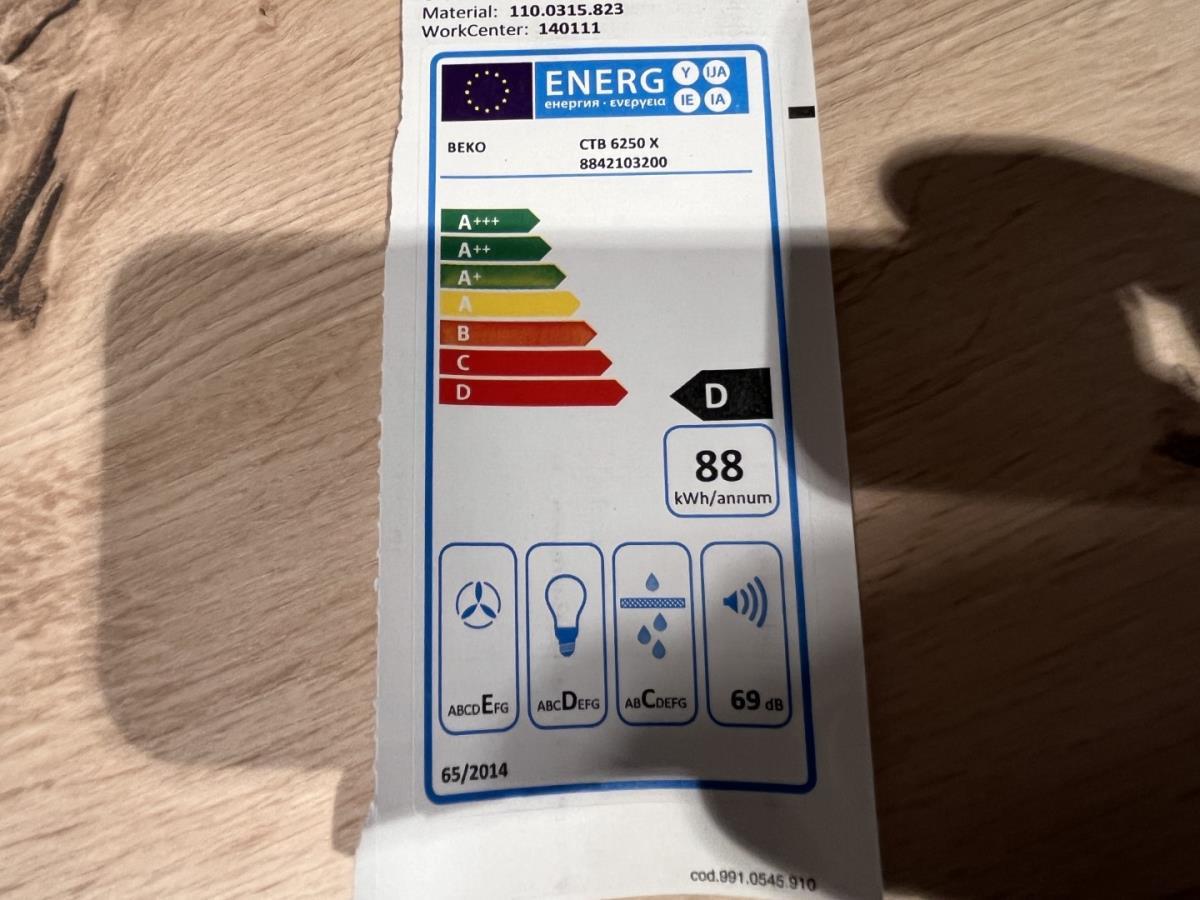 Material: 110.0315.823
WorkCenter: 140111
ENERG Y IJA
енергия · ενεργεια IE IA
BEKO CTB 6250 X
8842103200
A+++
A++
A+
A
B
C
D D
88
kWh/annum
ABCDEFG ABCDEFG ABCDEFG 69 dB
65/2014
cod.991.0545.910